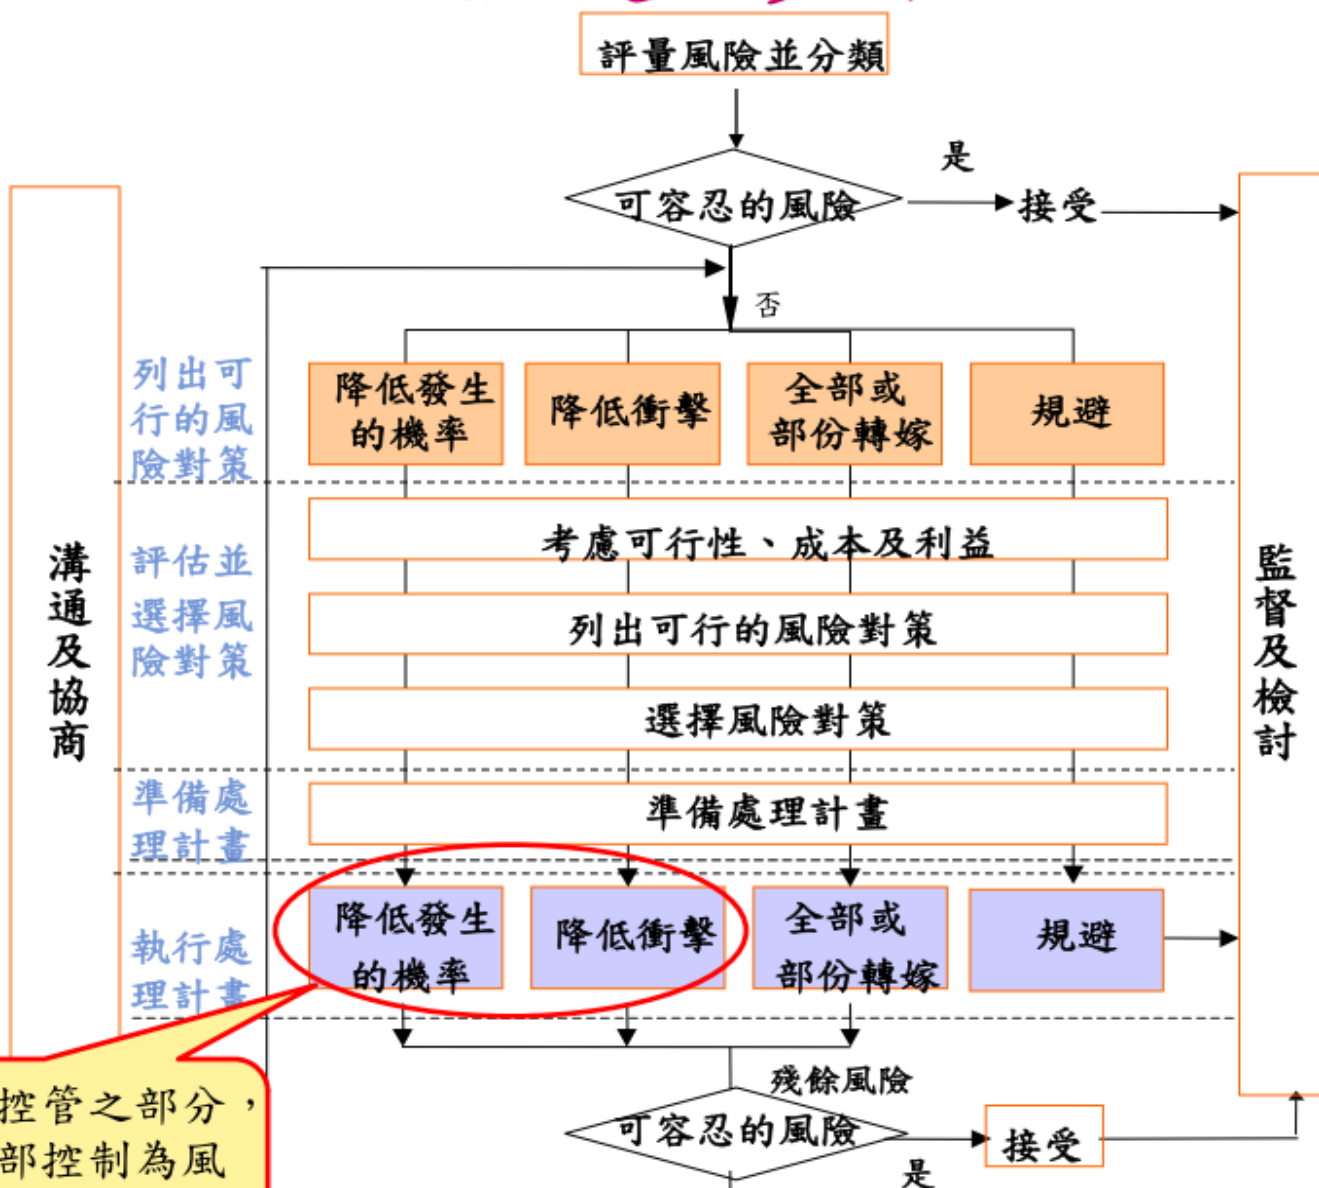 評量風險並分類
是
可容忍的風險
接受
否
列出可
行的風
險對策
降低發生
的機率
降低衝擊
全部或
部份轉嫁
規避
溝通及協商
監督及檢討
評估並
選擇風
險對策
考慮可行性、成本及利益
列出可行的風險對策
選擇風險對策
準備處
理計畫
準備處理計畫
執行處
理計畫
降低發生
的機率
降低衝擊
全部或
部份轉嫁
規避
控管之部分，
部控制為風
殘餘風險
可容忍的風險
接受
是